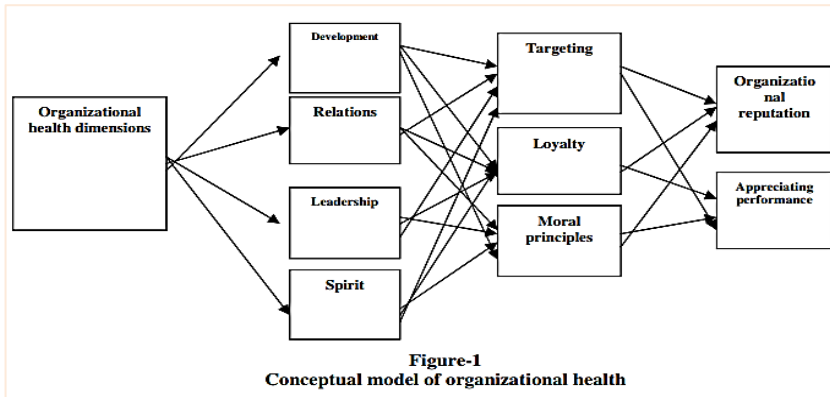 Organizational
health dimensions
Development
Relations
Leadership
Spirit
Targeting
Loyalty
Moral
principles
Organizatio
nal
reputation
Appreciating
performance
Figure-1
Conceptual model of organizational health